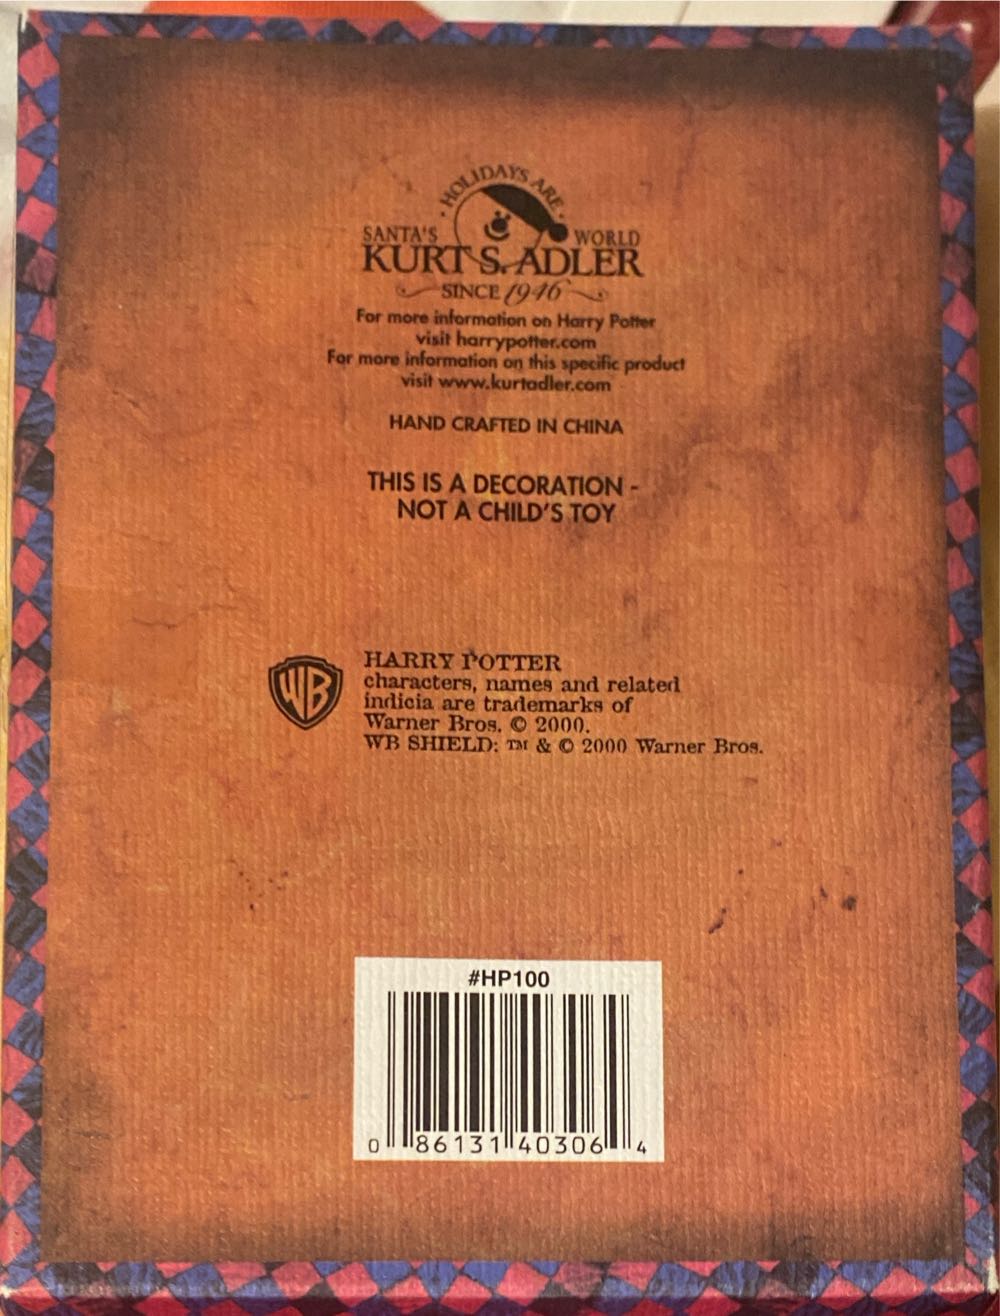 HOLIDAYS ARE
SANTA'S WORLD
KURT S. ADLER
SINCE 1946
For more information on Harry Potter
visit harrypotter.com
For more information on this specific product
visit www.kurtadler.com
HAND CRAFTED IN CHINA
THIS IS A DECORATION -
NOT A CHILD'S TOY
WB
HARRY POTTER
characters, names and related
indicia are trademarks of
Warner Bros. © 2000.
WB SHIELD: TM & © 2000 Warner Bros.
#HP100
0 86131 40306 4